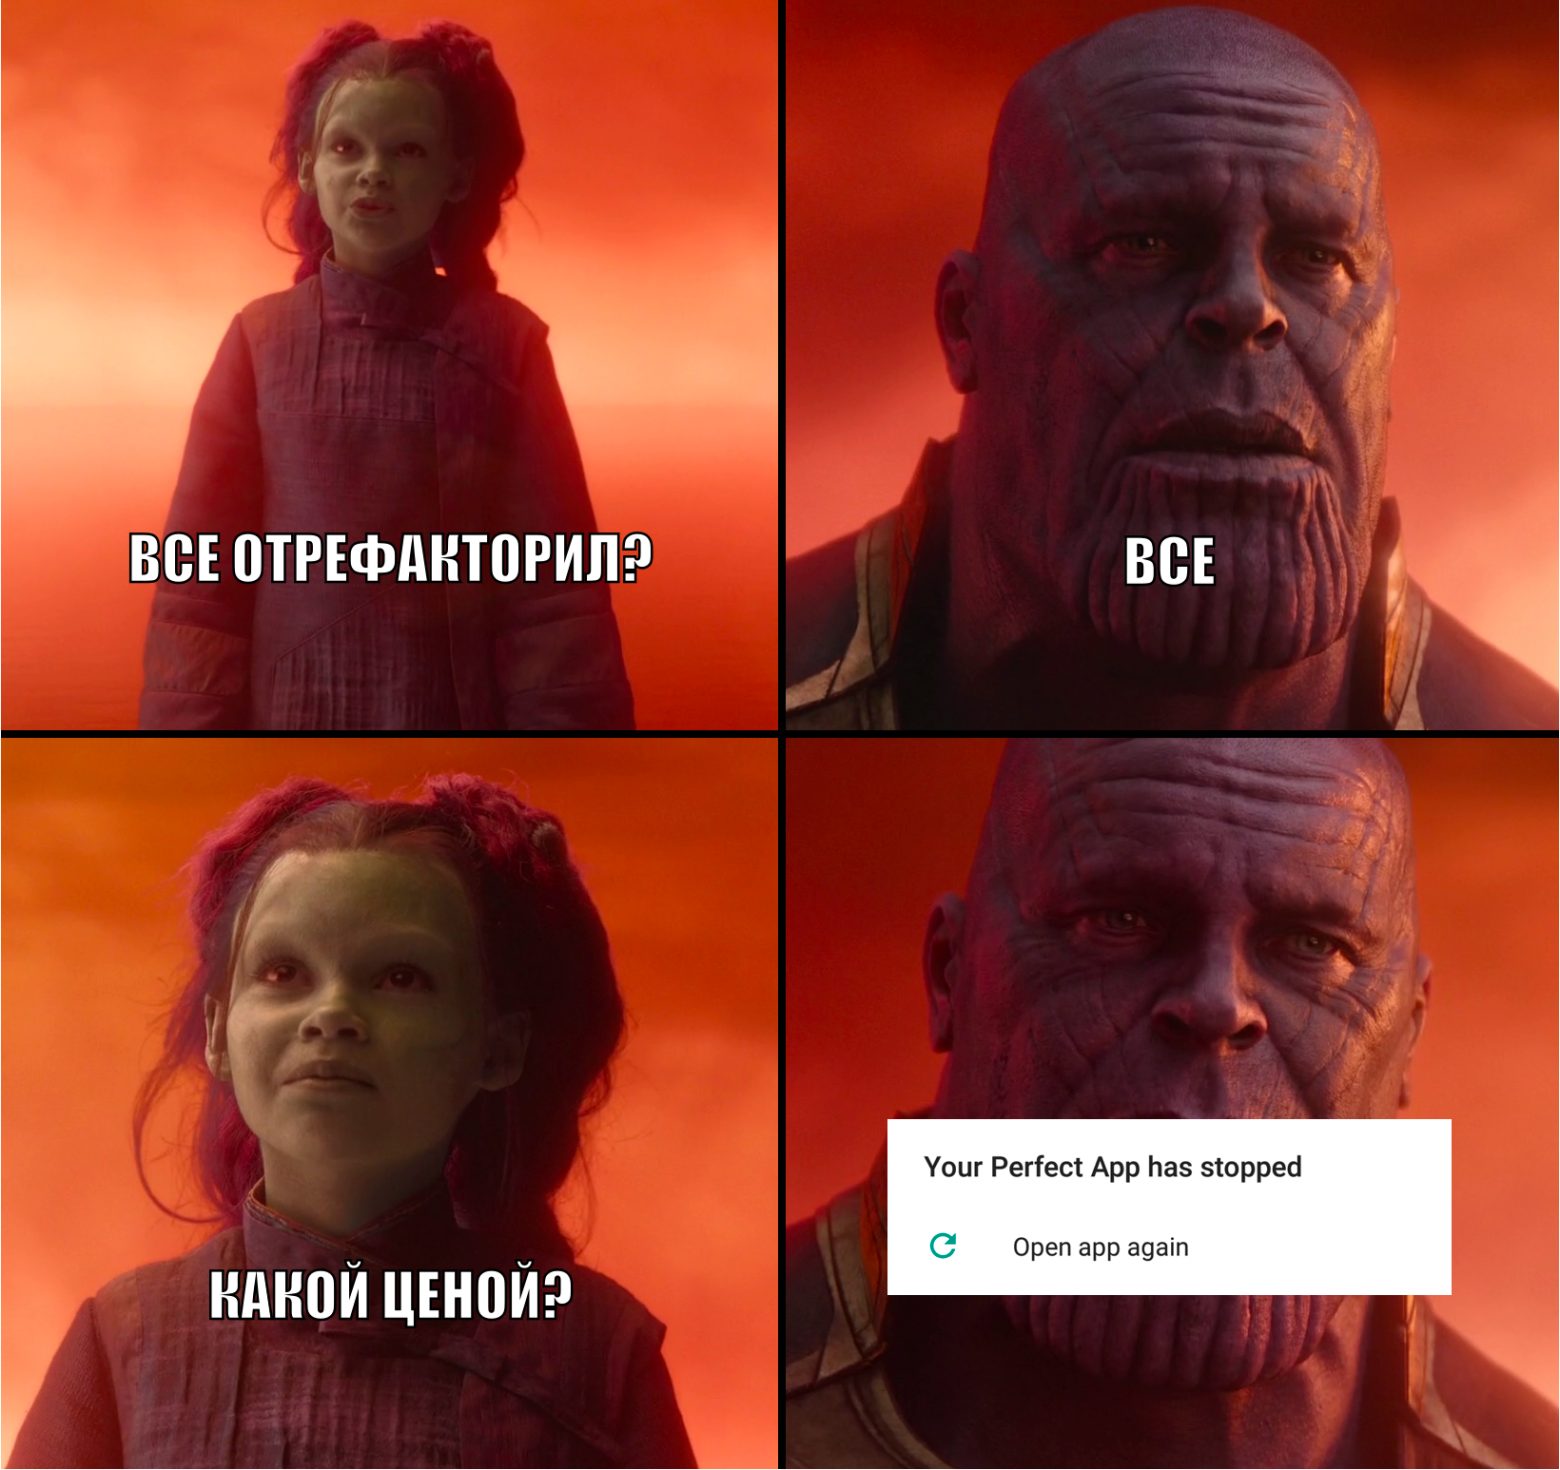 ВСЕ ОТРЕФАКТОРИЛ?
ВСЕ
КАКОЙ ЦЕНОЙ?
Your Perfect App has stopped
Open app again